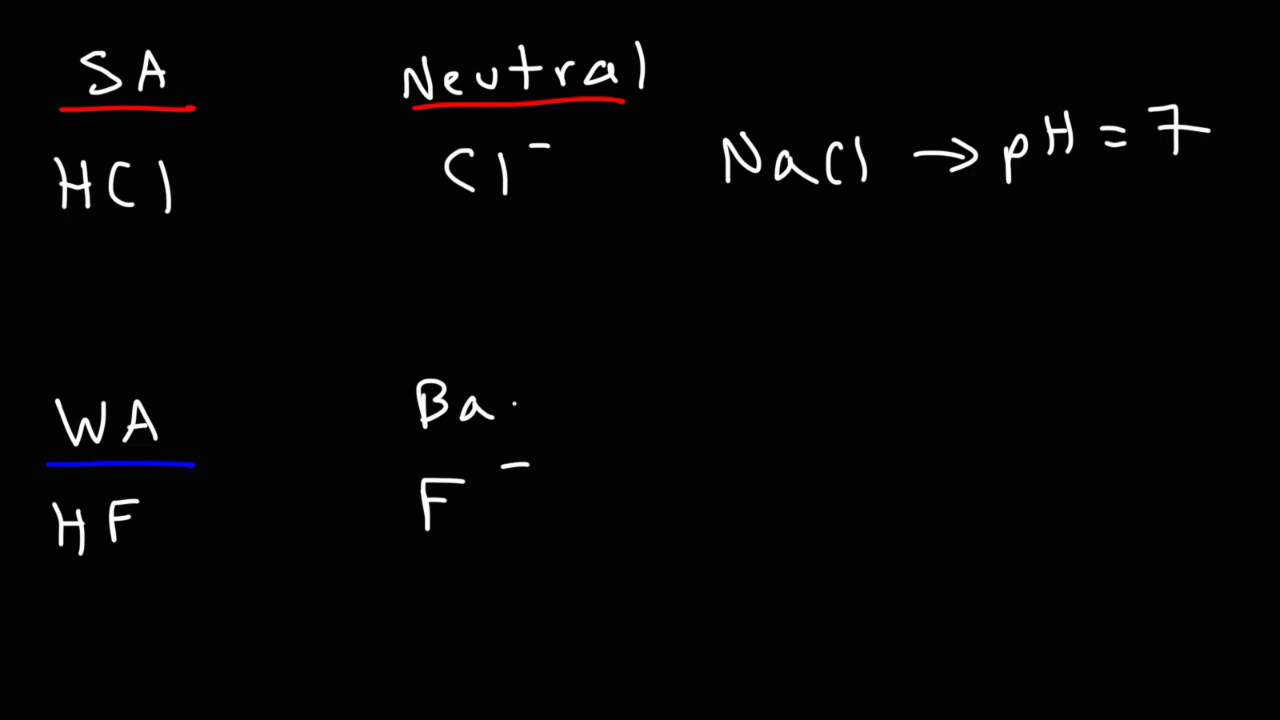 SA Neutral
HCl Cl⁻ NaCl → pH = 7
WA Ba
HF F⁻